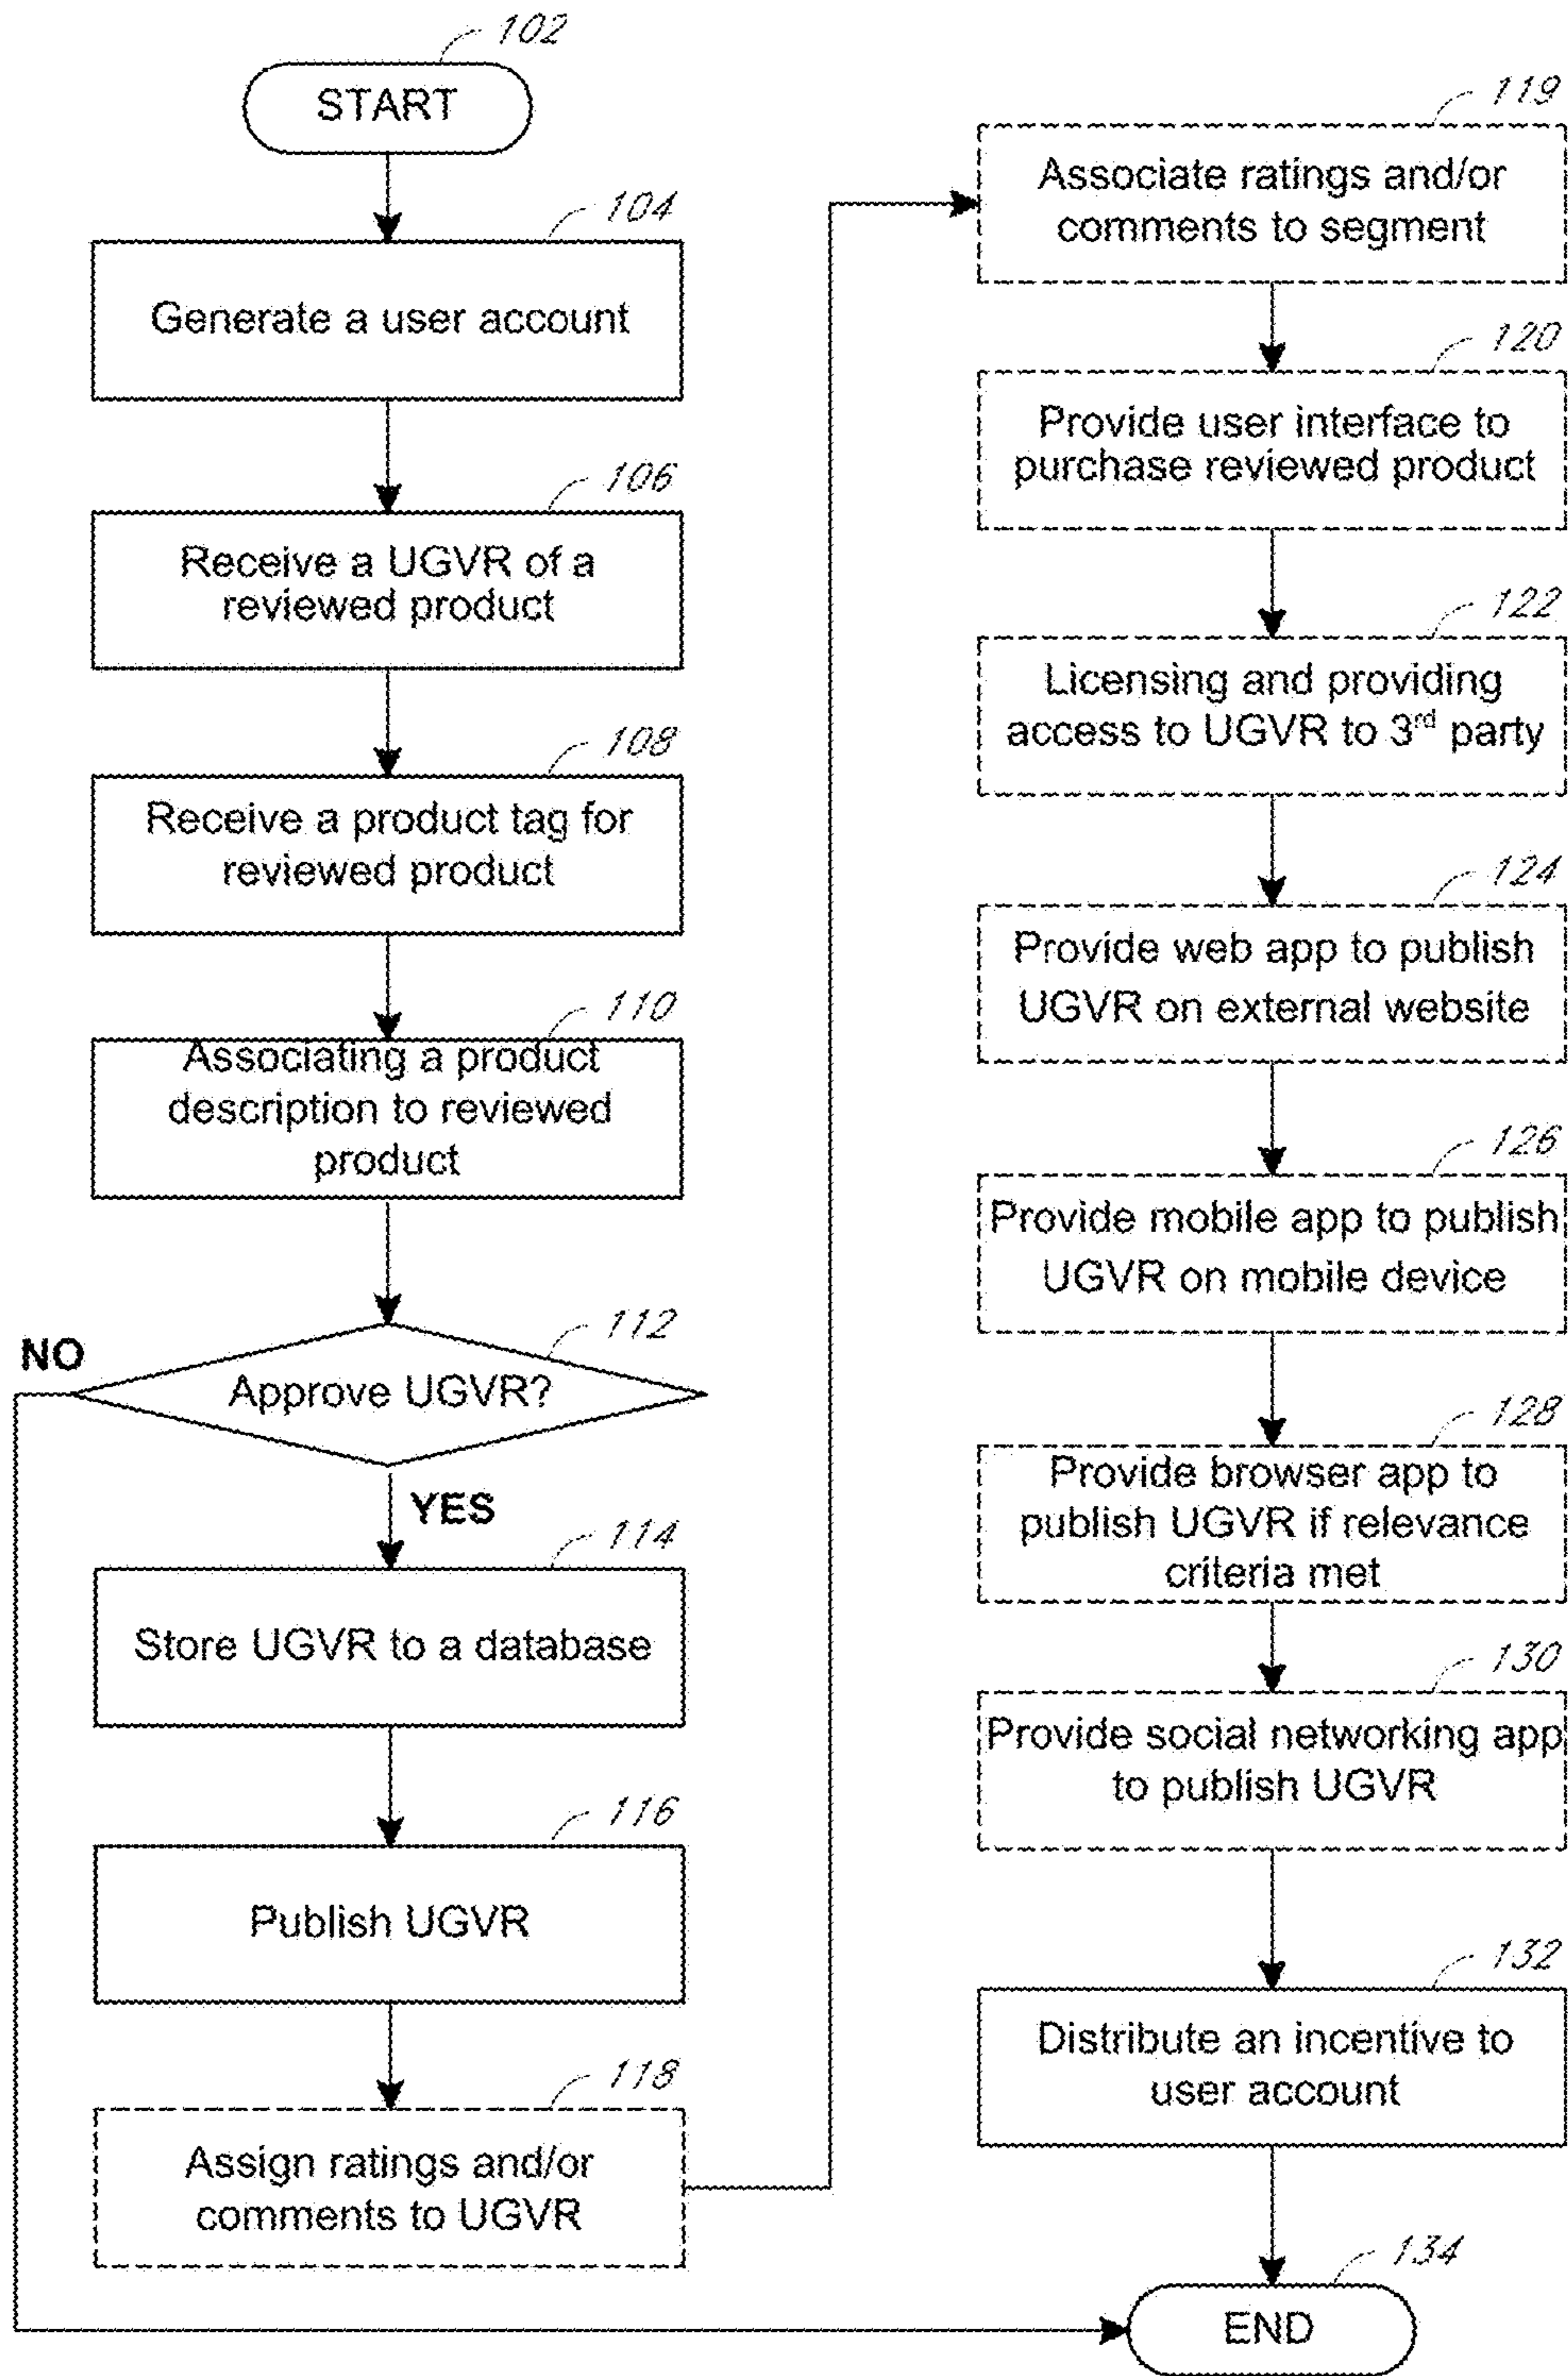 102
START
104
Generate a user account
106
Receive a UGVR of a
reviewed product
108
Receive a product tag for
reviewed product
110
Associating a product
description to reviewed
product
112
NO
Approve UGVR?
YES
114
Store UGVR to a database
116
Publish UGVR
118
Assign ratings and/or
comments to UGVR
119
Associate ratings and/or
comments to segment
120
Provide user interface to
purchase reviewed product
122
Licensing and providing
access to UGVR to 3rd party
124
Provide web app to publish
UGVR on external website
126
Provide mobile app to publish
UGVR on mobile device
128
Provide browser app to
publish UGVR if relevance
criteria met
130
Provide social networking app
to publish UGVR
132
Distribute an incentive to
user account
134
END